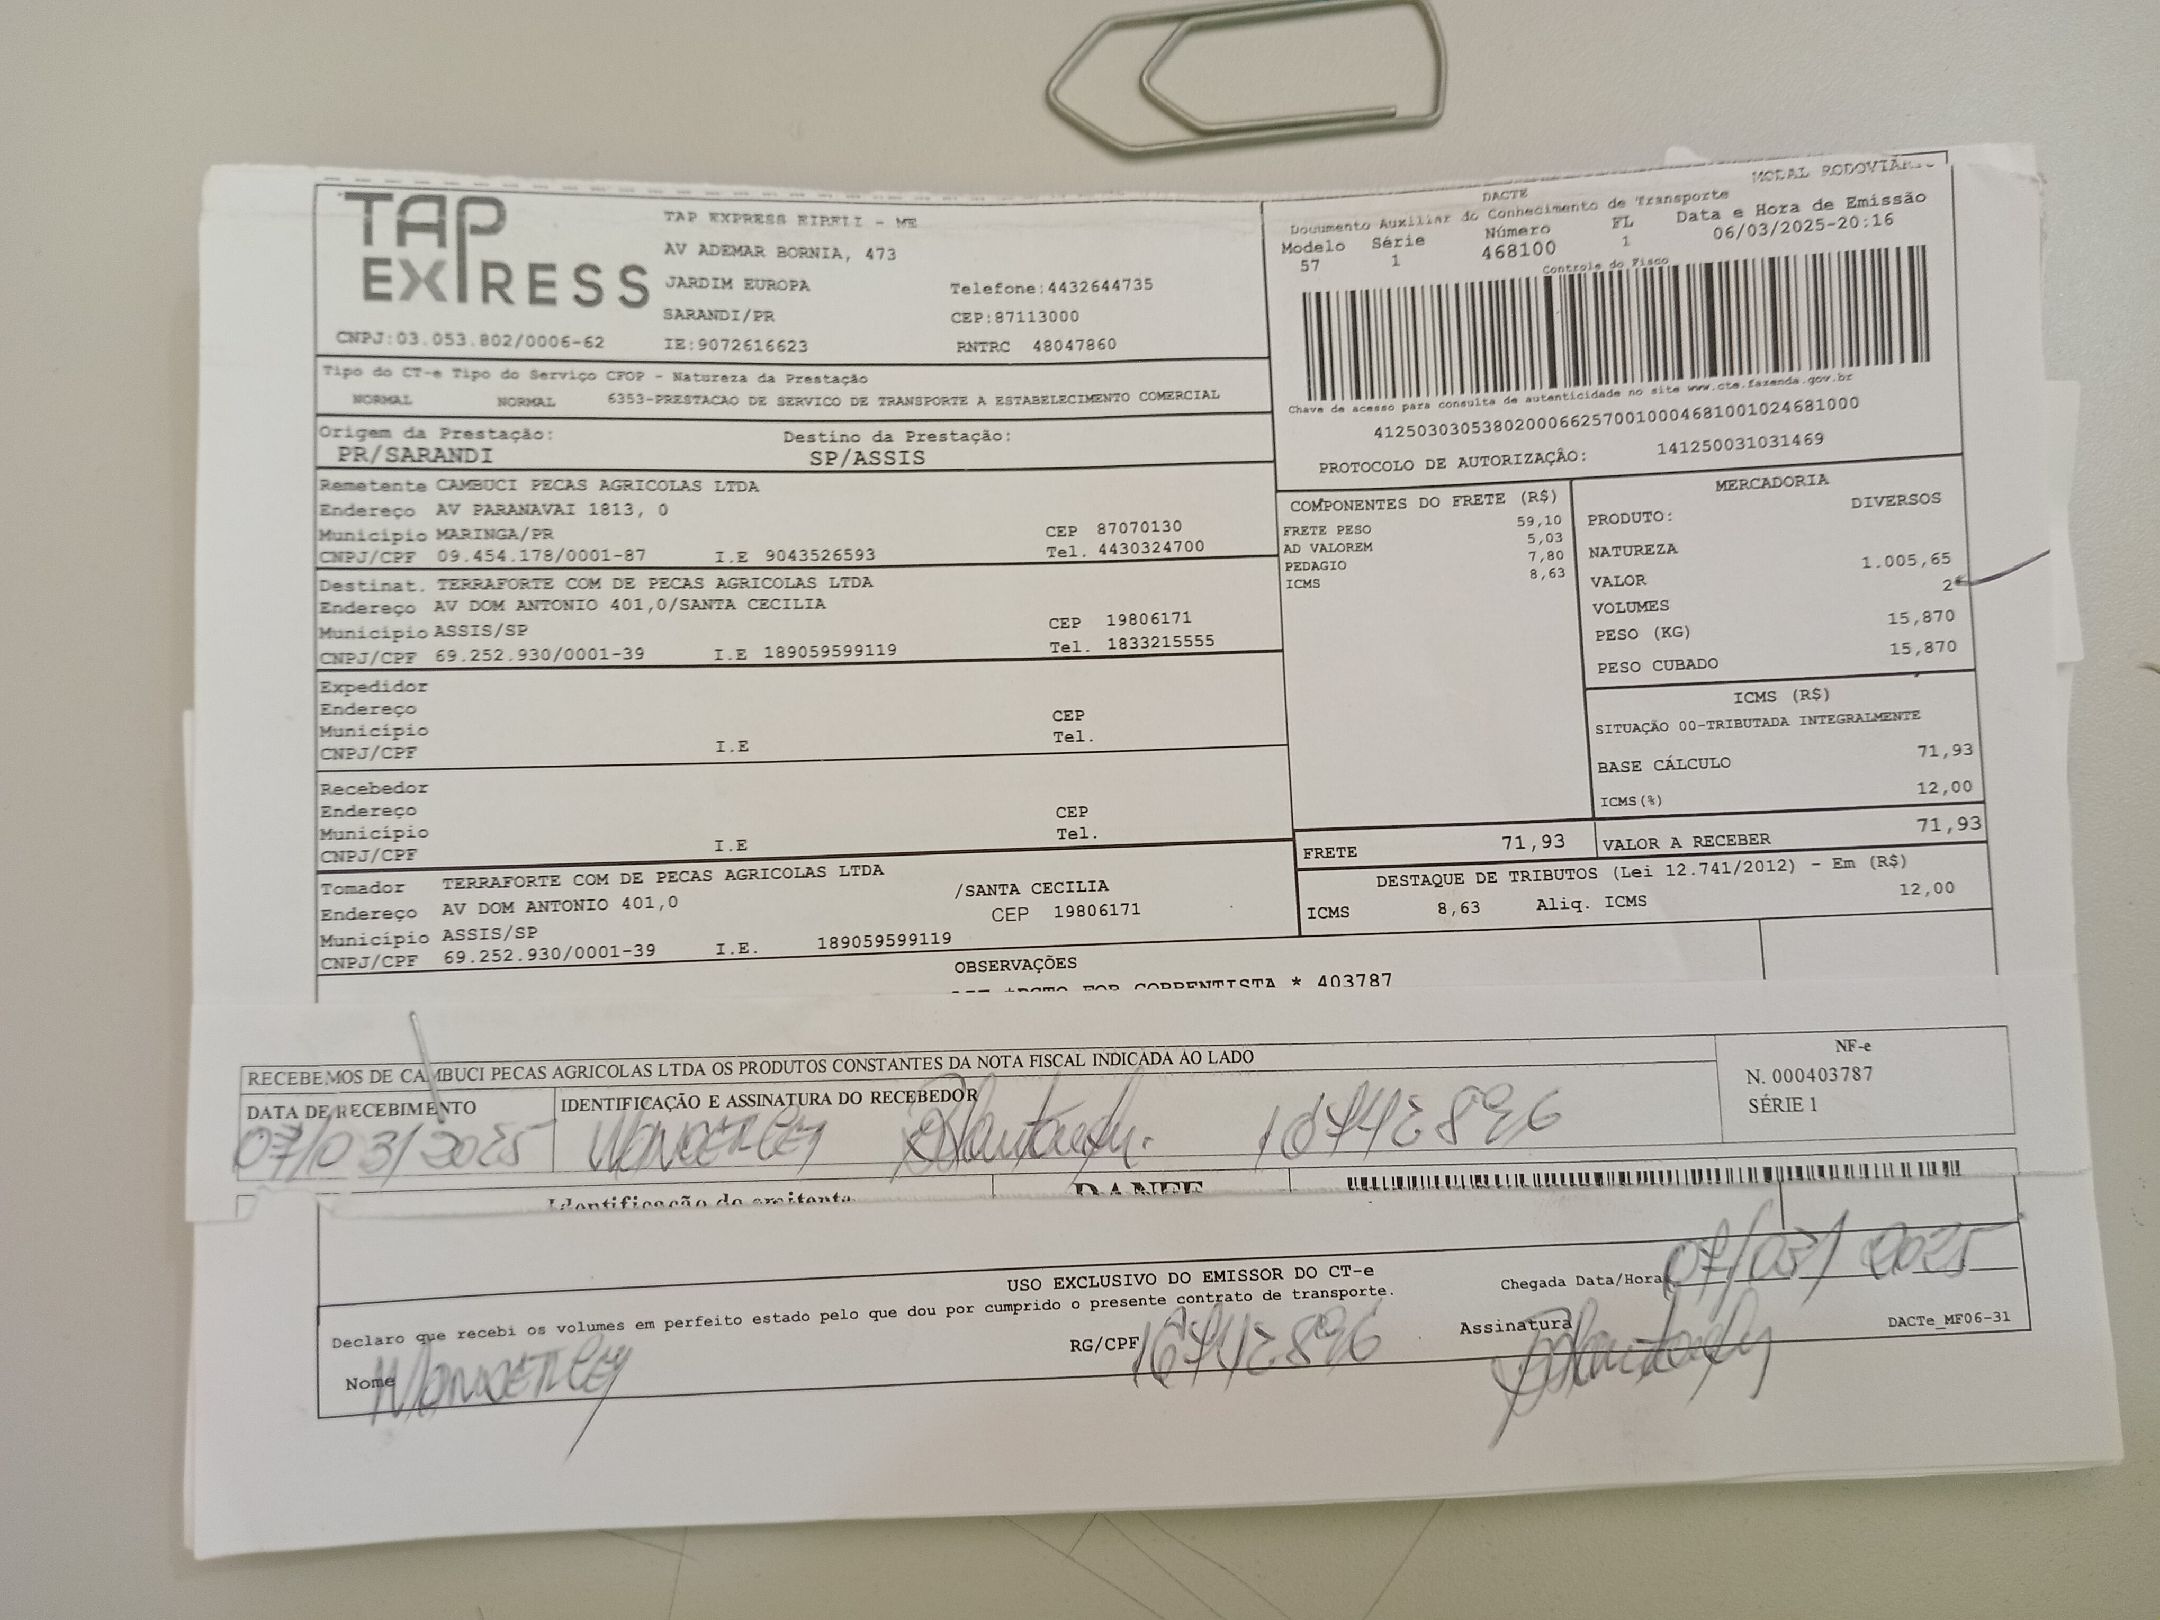 MODAL RODOVIÁRIO
TAP EXPRESS
TAP EXPRESS EIRELI - ME
AV ADEMAR BORNIA, 473
JARDIM EUROPA Telefone:4432644735
SARANDI/PR CEP:87113000
CNPJ:03.053.802/0006-62 IE:9072616623 RNTRC 48047860
DACTE
Documento Auxiliar do Conhecimento de Transporte
Modelo Série Número FL Data e Hora de Emissão
57 1 468100 1 06/03/2025-20:16
Controle do Fisco
Chave de acesso para consulta de autenticidade no site www.cte.fazenda.gov.br
41250303053802000662570010004681001024681000
PROTOCOLO DE AUTORIZAÇÃO: 141250031031469
Tipo do CT-e Tipo do Serviço CFOP - Natureza da Prestação
NORMAL NORMAL 6353-PRESTACAO DE SERVICO DE TRANSPORTE A ESTABELECIMENTO COMERCIAL
Origem da Prestação: Destino da Prestação:
PR/SARANDI SP/ASSIS
Remetente CAMBUCI PECAS AGRICOLAS LTDA
Endereço AV PARANAVAI 1813, 0
Município MARINGA/PR CEP 87070130
CNPJ/CPF 09.454.178/0001-87 I.E 9043526593 Tel. 4430324700
Destinat. TERRAFORTE COM DE PECAS AGRICOLAS LTDA
Endereço AV DOM ANTONIO 401,0/SANTA CECILIA
Município ASSIS/SP CEP 19806171
CNPJ/CPF 69.252.930/0001-39 I.E 189059599119 Tel. 1833215555
Expedidor
Endereço
Município CEP
CNPJ/CPF I.E Tel.
Recebedor
Endereço CEP
Município Tel.
CNPJ/CPF I.E
Tomador TERRAFORTE COM DE PECAS AGRICOLAS LTDA
Endereço AV DOM ANTONIO 401,0 /SANTA CECILIA
Município ASSIS/SP CEP 19806171
CNPJ/CPF 69.252.930/0001-39 I.E. 189059599119
COMPONENTES DO FRETE (R$)
FRETE PESO 59,10
AD VALOREM 5,03
PEDAGIO 7,80
ICMS 8,63
MERCADORIA
PRODUTO: DIVERSOS
NATUREZA
VALOR 1.005,65
VOLUMES 2
PESO (KG) 15,870
PESO CUBADO 15,870
ICMS (R$)
SITUAÇÃO 00-TRIBUTADA INTEGRALMENTE
BASE CÁLCULO 71,93
ICMS(%) 12,00
FRETE 71,93 VALOR A RECEBER 71,93
DESTAQUE DE TRIBUTOS (Lei 12.741/2012) - Em (R$)
ICMS 8,63 Aliq. ICMS 12,00
OBSERVAÇÕES
CORRENTISTA * 403787
RECEBEMOS DE CAMBUCI PECAS AGRICOLAS LTDA OS PRODUTOS CONSTANTES DA NOTA FISCAL INDICADA AO LADO
DATA DE RECEBIMENTO IDENTIFICAÇÃO E ASSINATURA DO RECEBEDOR
07/03/2025 Wanderley 16742896
NF-e
N. 000403787
SÉRIE 1
Identificação do emitente DANFE
USO EXCLUSIVO DO EMISSOR DO CT-e
Declaro que recebi os volumes em perfeito estado pelo que dou por cumprido o presente contrato de transporte.
Chegada Data/Hora 07/03/2025
Nome Wanderley RG/CPF 16742896 Assinatura
DACTe_MF06-31